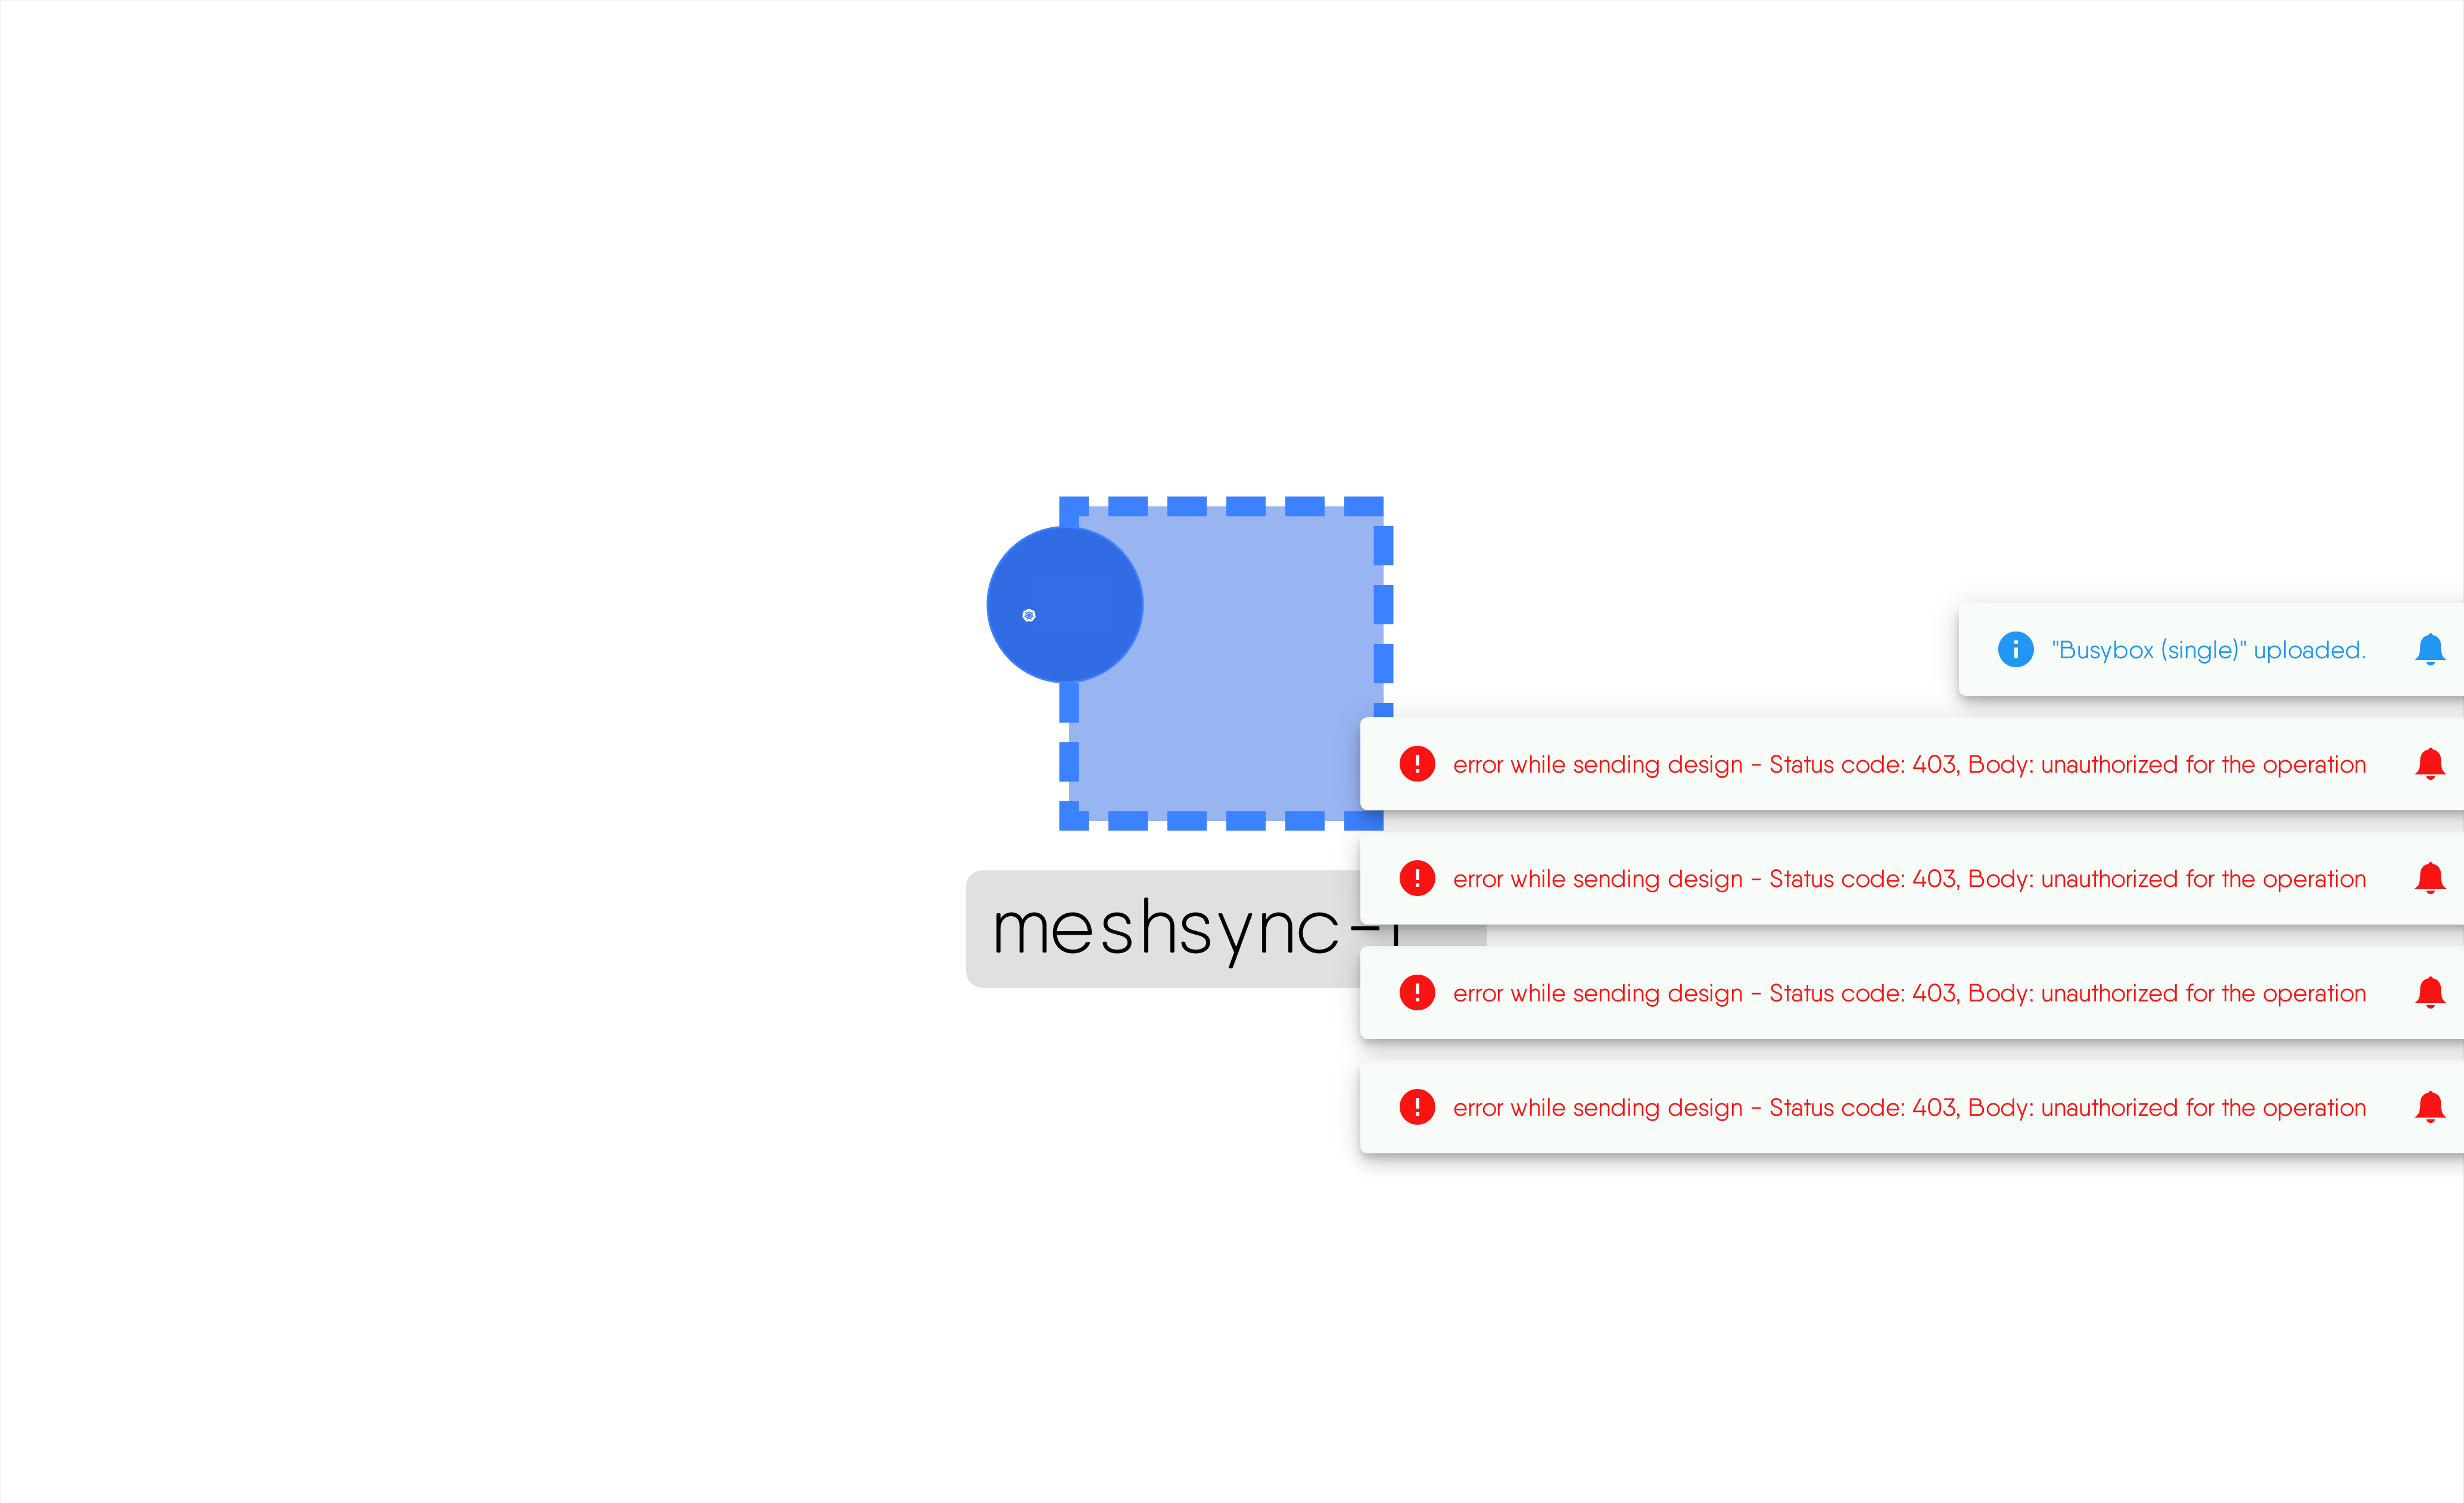 "Busybox (single)" uploaded.
error while sending design - Status code: 403, Body: unauthorized for the operation
error while sending design - Status code: 403, Body: unauthorized for the operation
meshsync-
error while sending design - Status code: 403, Body: unauthorized for the operation
error while sending design - Status code: 403, Body: unauthorized for the operation